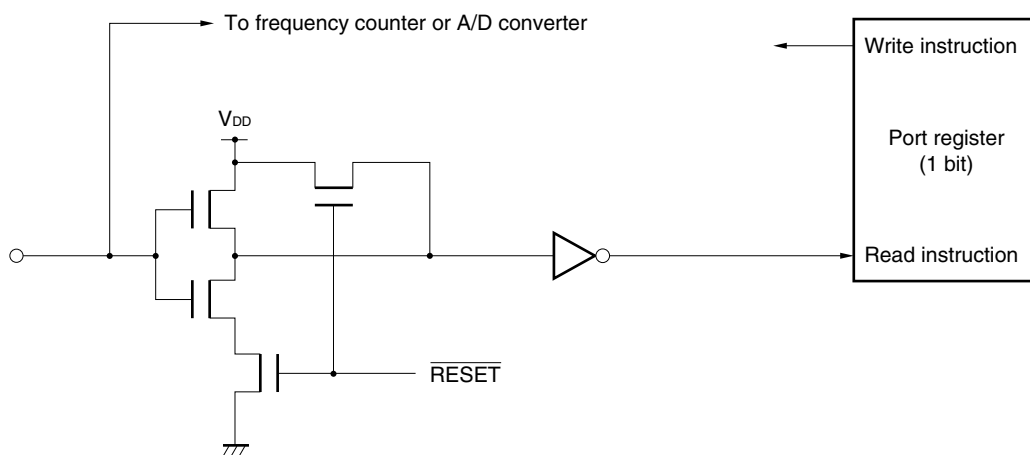 To frequency counter or A/D converter
Write instruction
VDD
Port register
(1 bit)
Read instruction
RESET